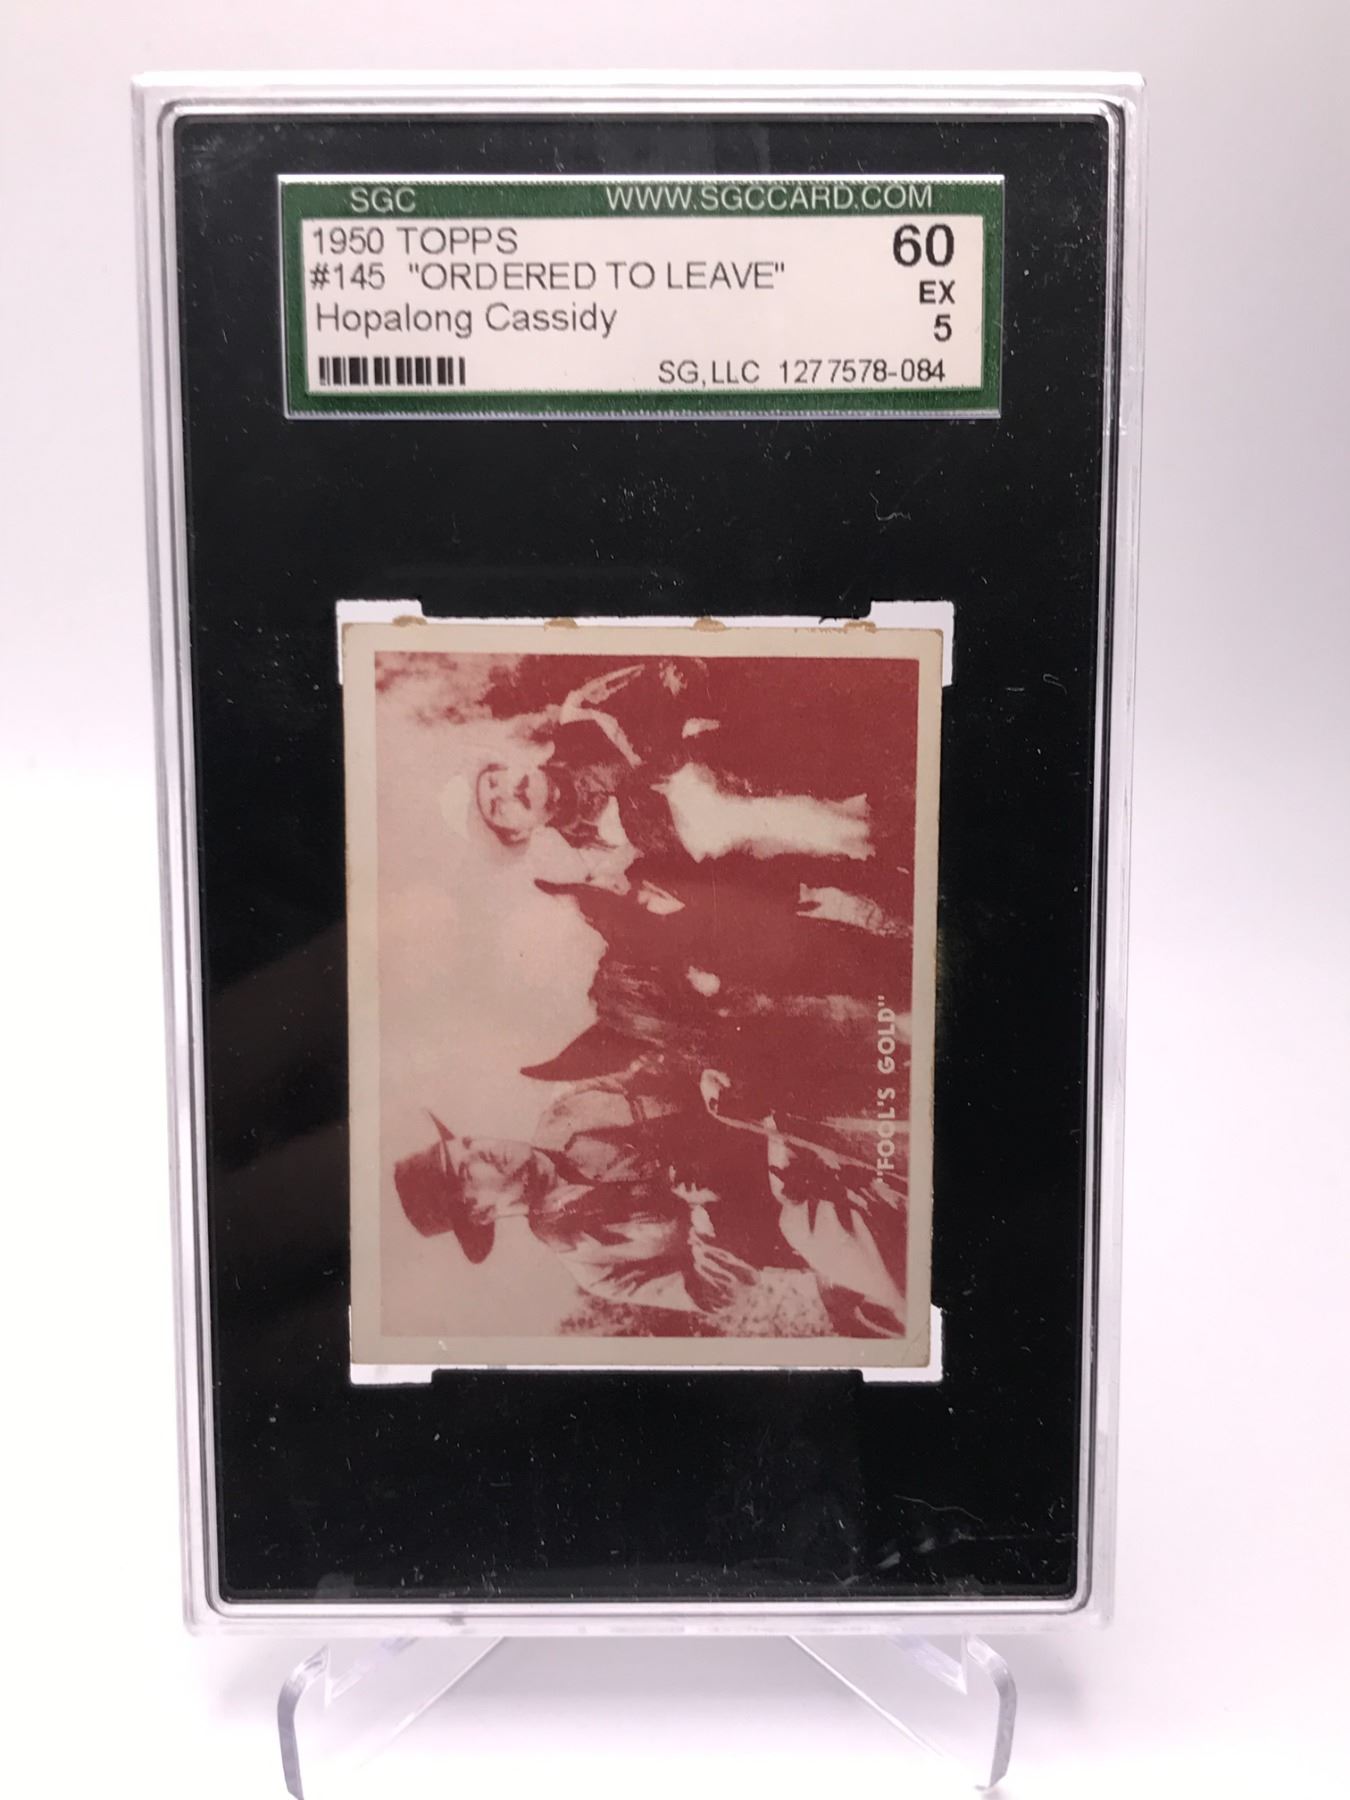 SGC WWW.SGCCARD.COM
1950 TOPPS 60
#145 "ORDERED TO LEAVE" EX
Hopalong Cassidy 5
SG,LLC 1277578-084
"FOOL'S GOLD"